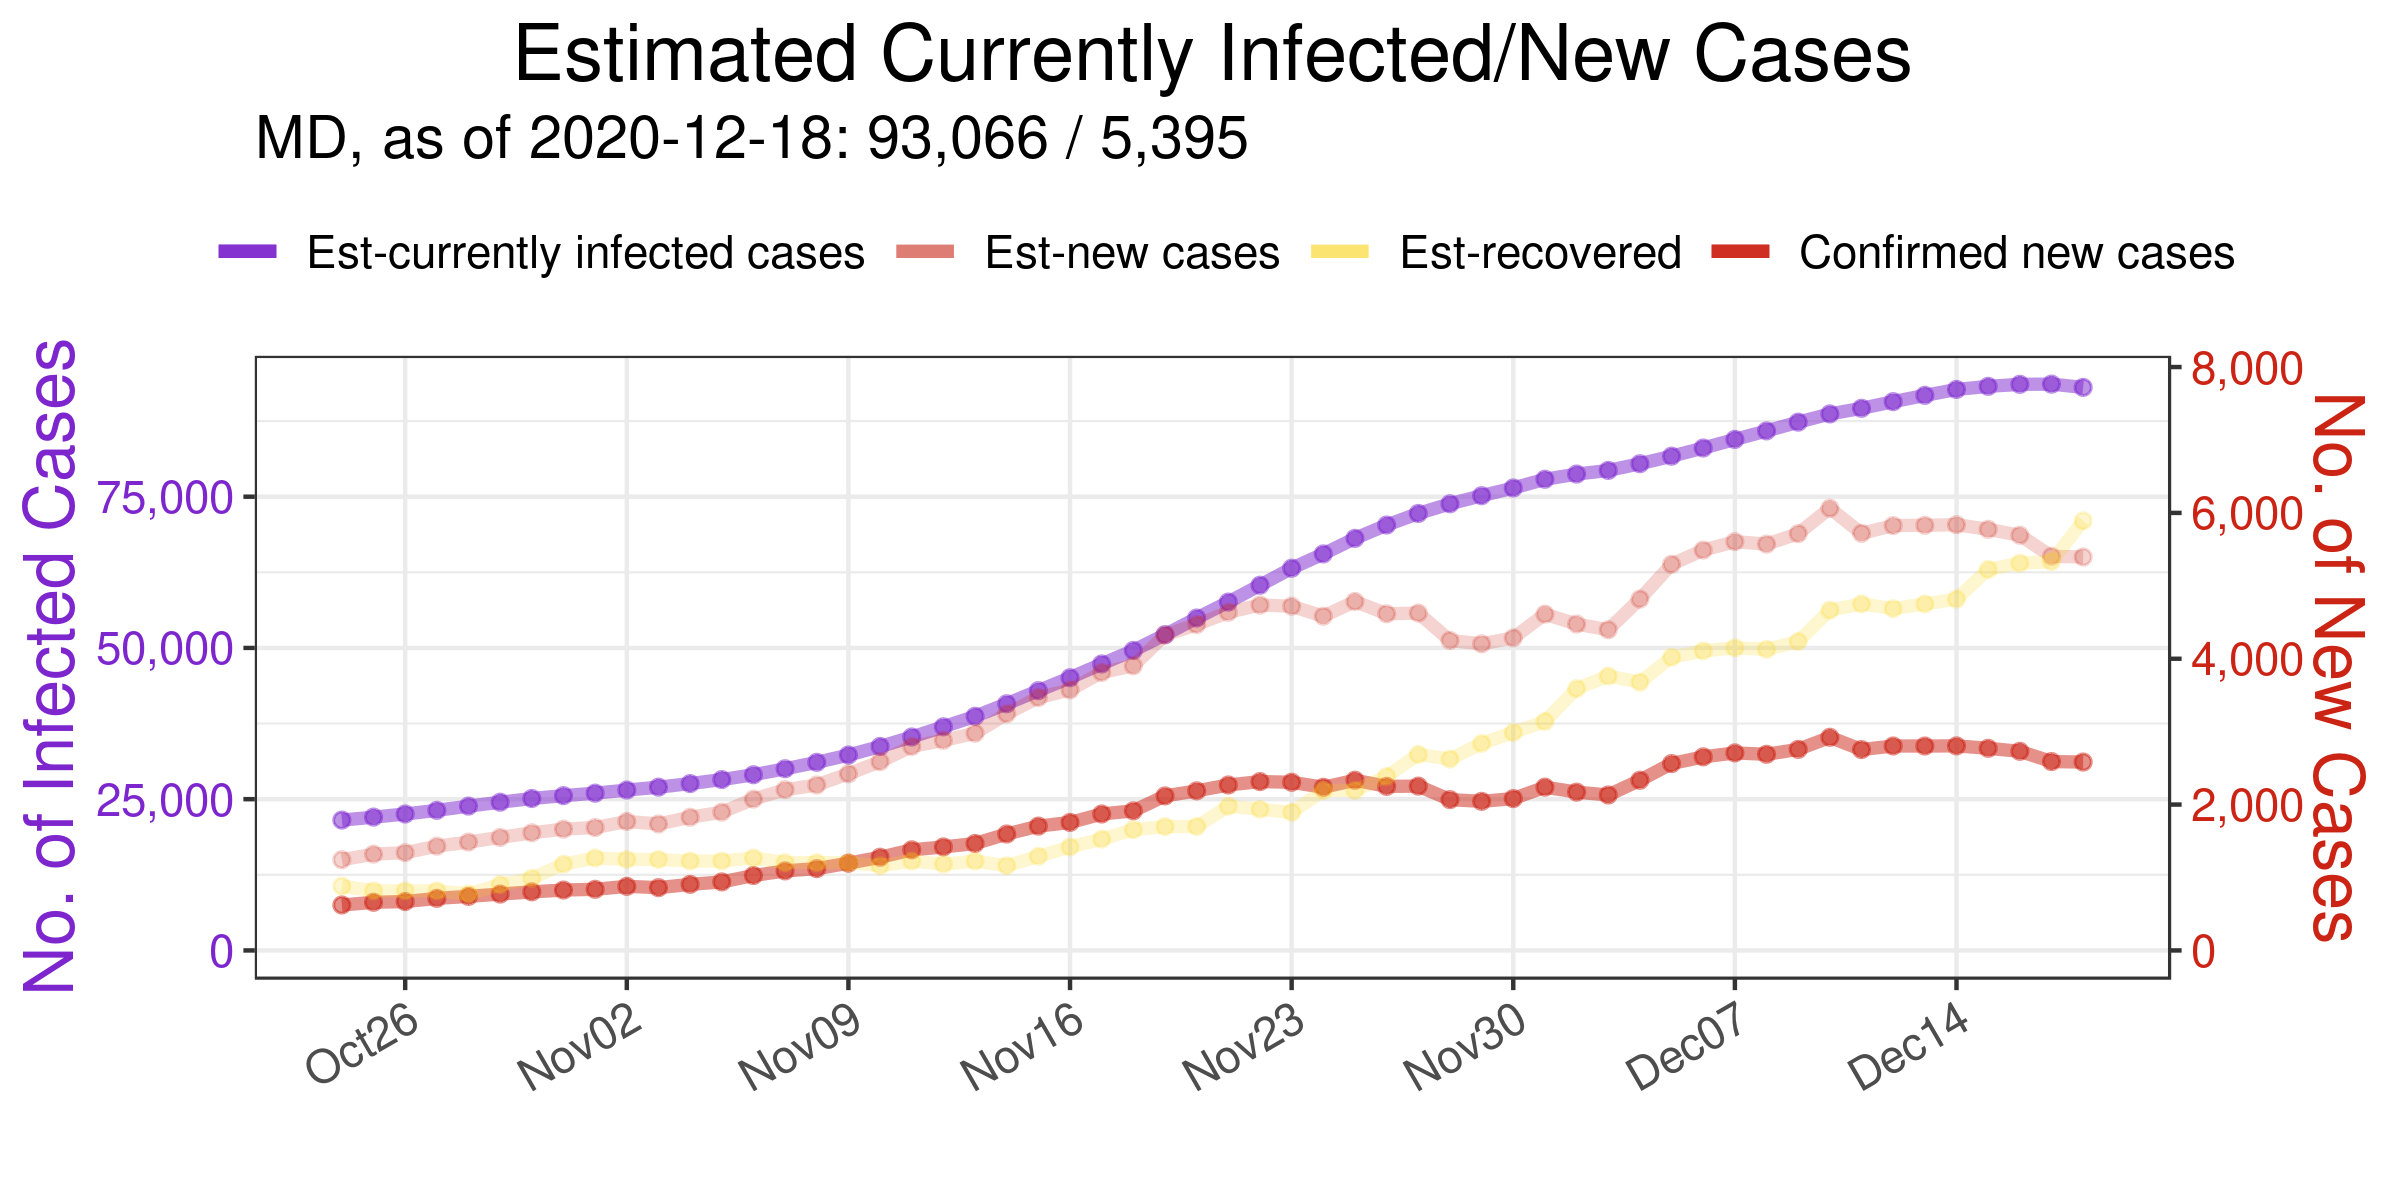 Estimated Currently Infected/New Cases
MD, as of 2020-12-18: 93,066 / 5,395
Est-currently infected cases Est-new cases Est-recovered Confirmed new cases
No. of Infected Cases
75,000
50,000
25,000
0
8,000
6,000
4,000
2,000
0
No. of New Cases
Oct26 Nov02 Nov09 Nov16 Nov23 Nov30 Dec07 Dec14